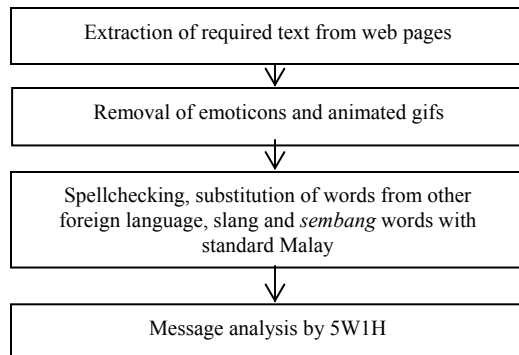 Extraction of required text from web pages
Removal of emoticons and animated gifs
Spellchecking, substitution of words from other
foreign language, slang and sembang words with
standard Malay
Message analysis by 5W1H